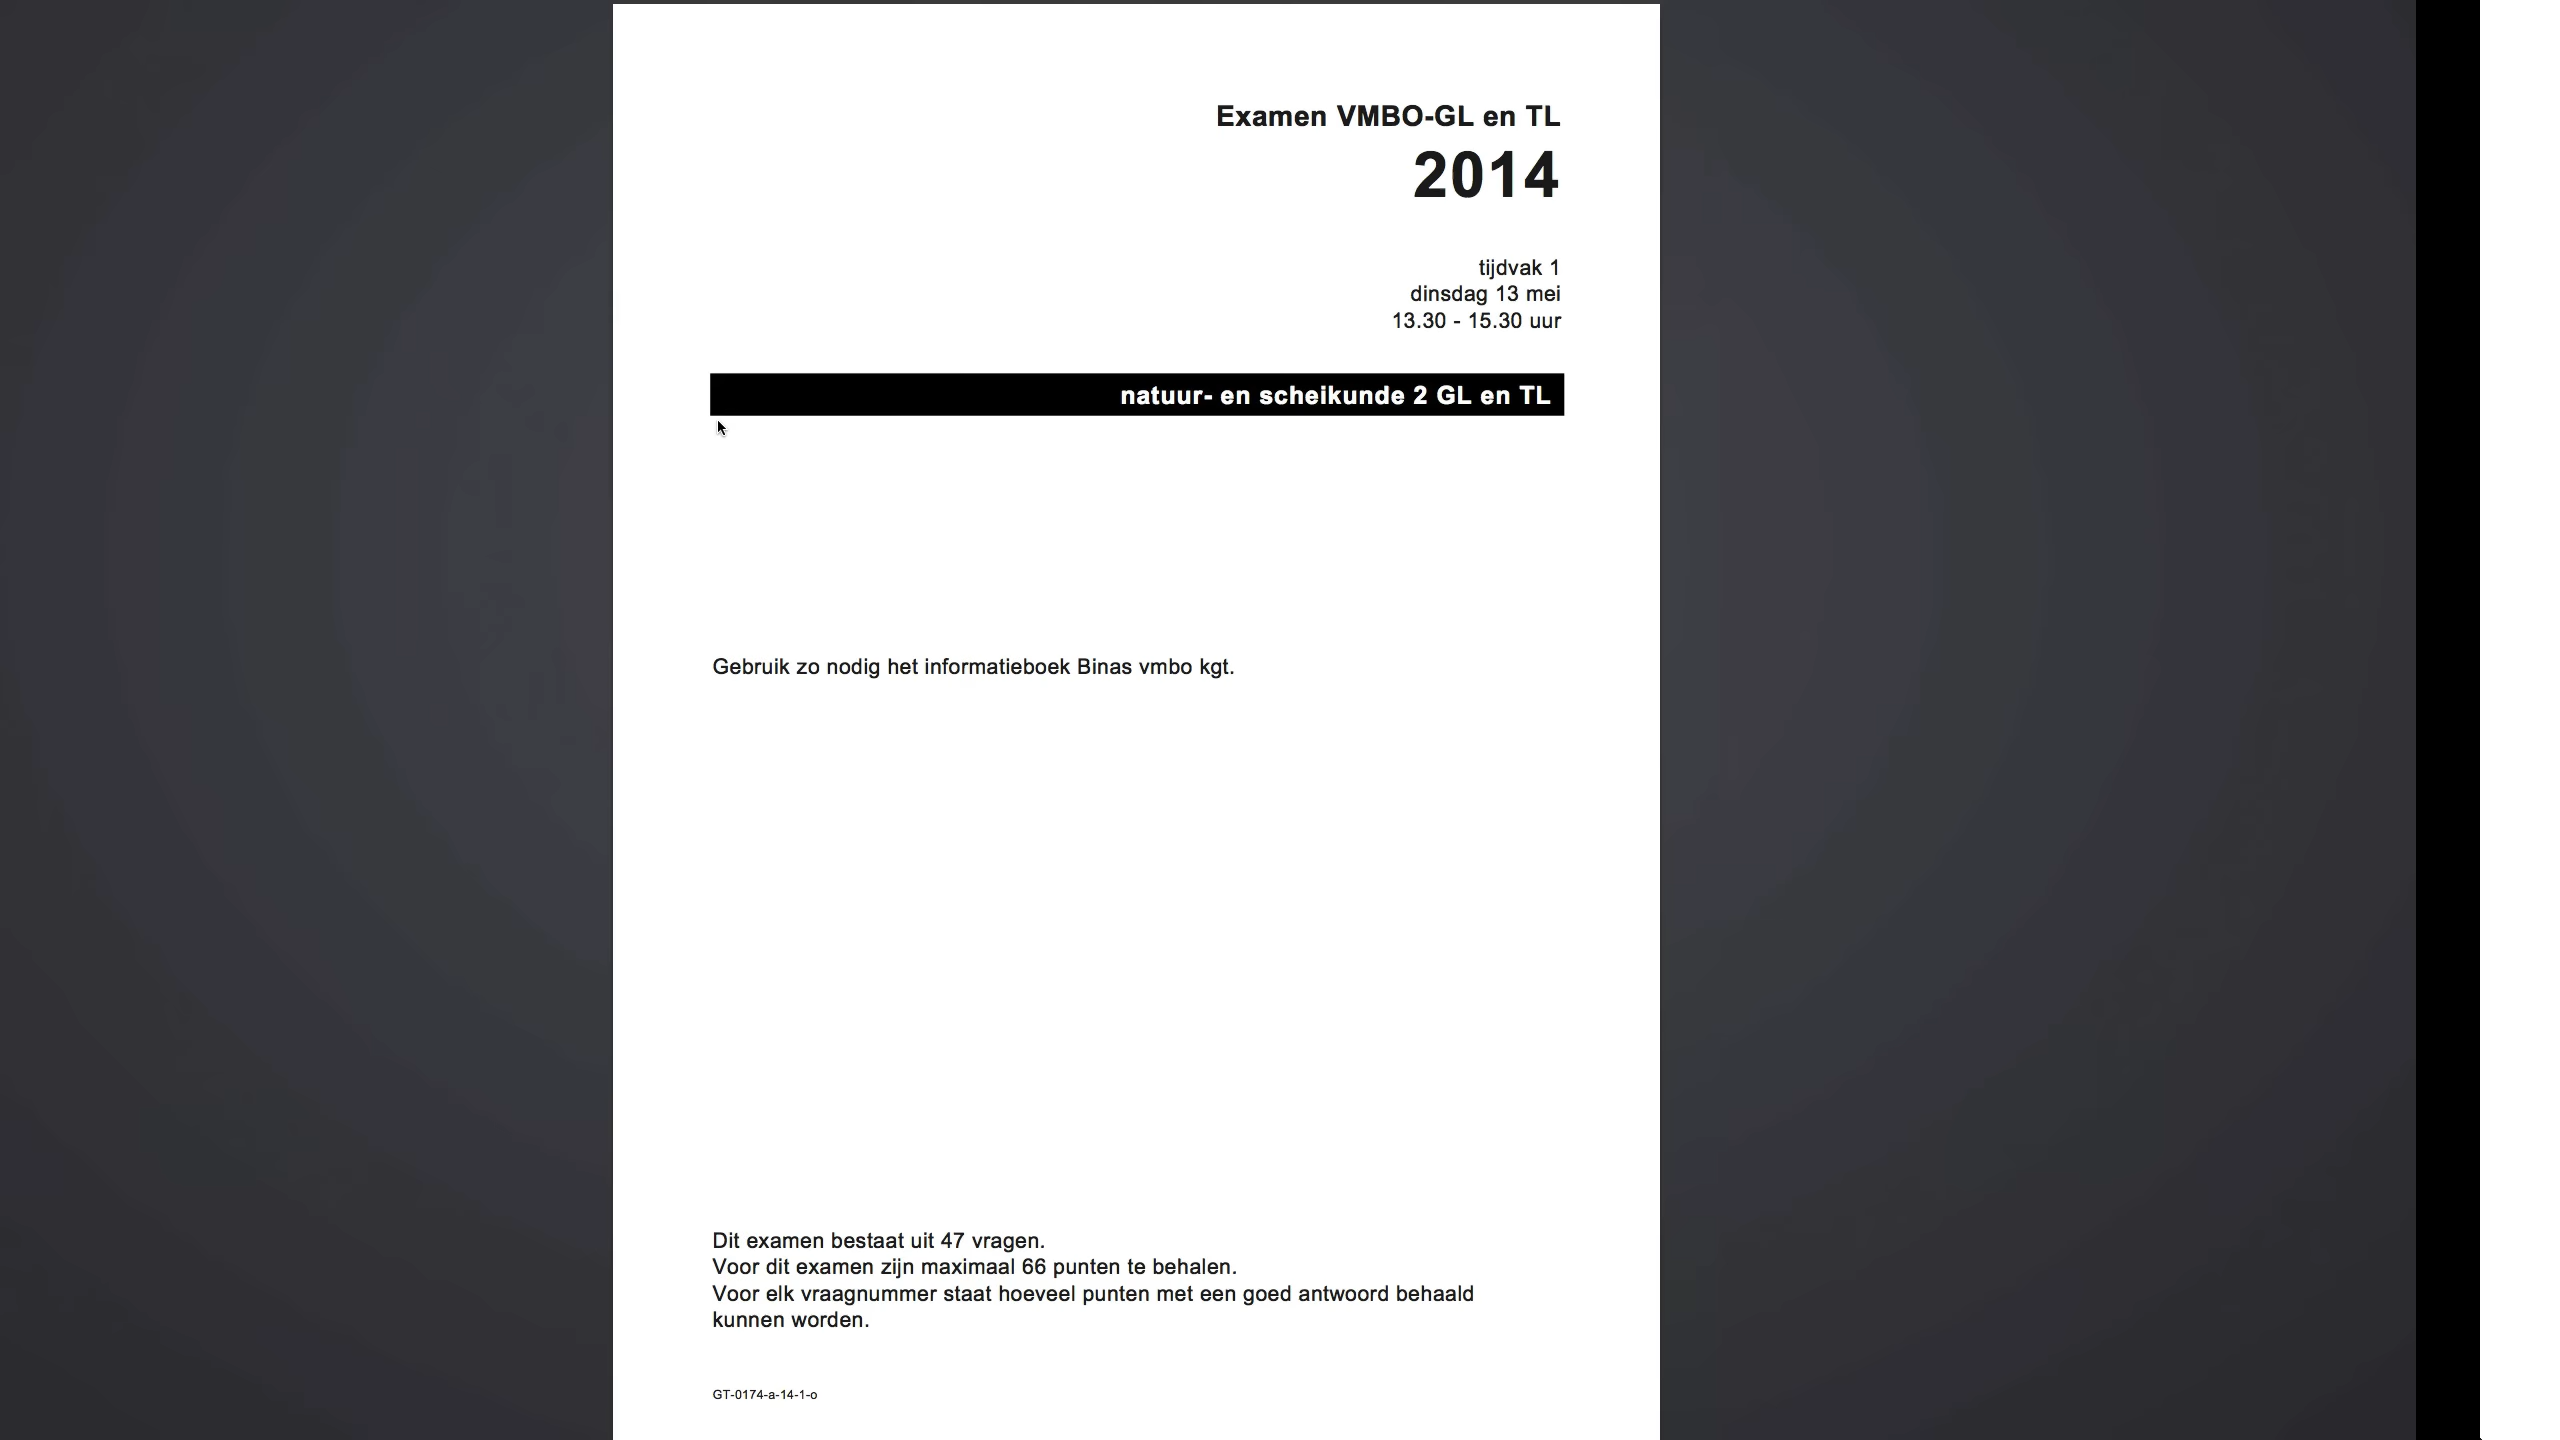 Examen VMBO-GL en TL
2014
tijdvak 1
dinsdag 13 mei
13.30 - 15.30 uur
natuur- en scheikunde 2 GL en TL
Gebruik zo nodig het informatieboek Binas vmbo kgt.
Dit examen bestaat uit 47 vragen.
Voor dit examen zijn maximaal 66 punten te behalen.
Voor elk vraagnummer staat hoeveel punten met een goed antwoord behaald
kunnen worden.
GT-0174-a-14-1-o